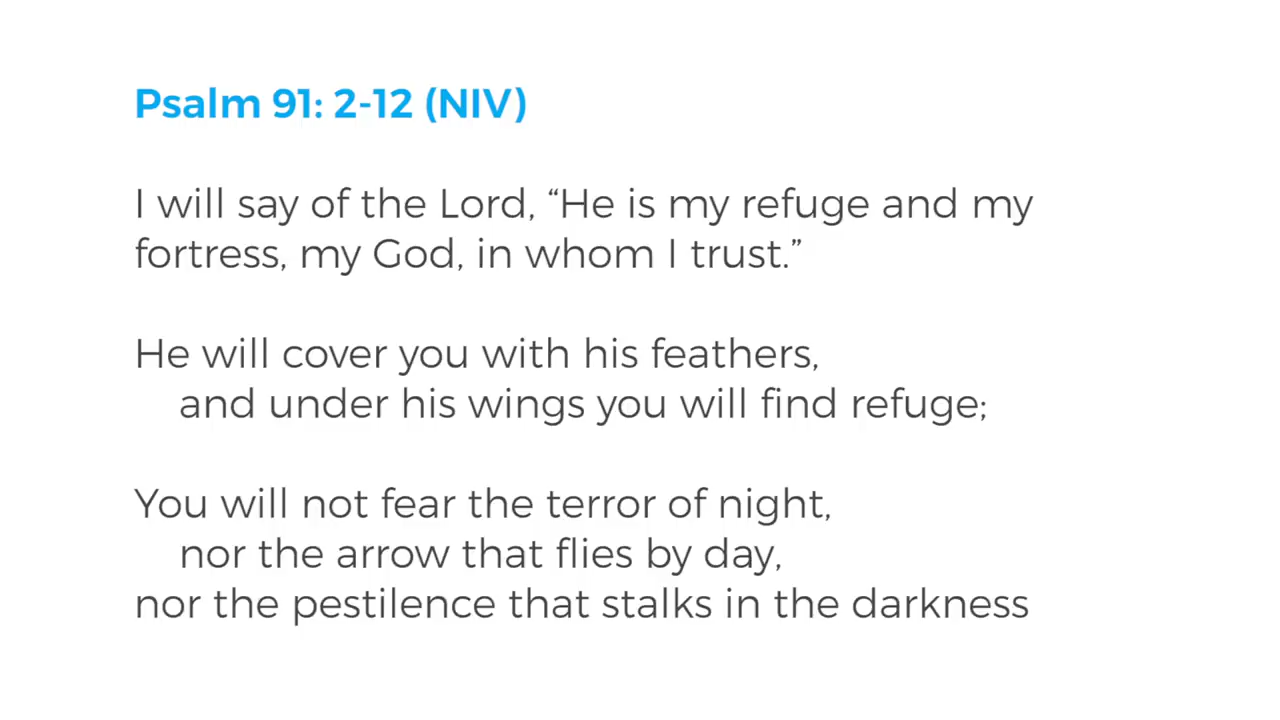 Psalm 91: 2-12 (NIV)
I will say of the Lord, “He is my refuge and my
fortress, my God, in whom I trust.”
He will cover you with his feathers,
and under his wings you will find refuge;
You will not fear the terror of night,
nor the arrow that flies by day,
nor the pestilence that stalks in the darkness